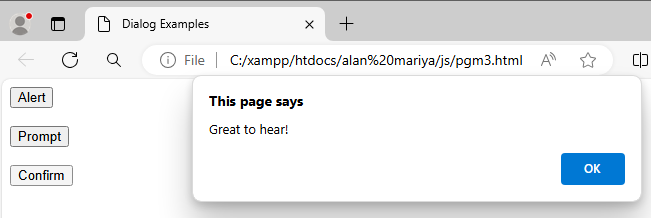 Dialog Examples
File
C:/xampp/htdocs/alan%20mariya/js/pgm3.html
A
Alert
This page says
Great to hear!
Prompt
OK
Confirm